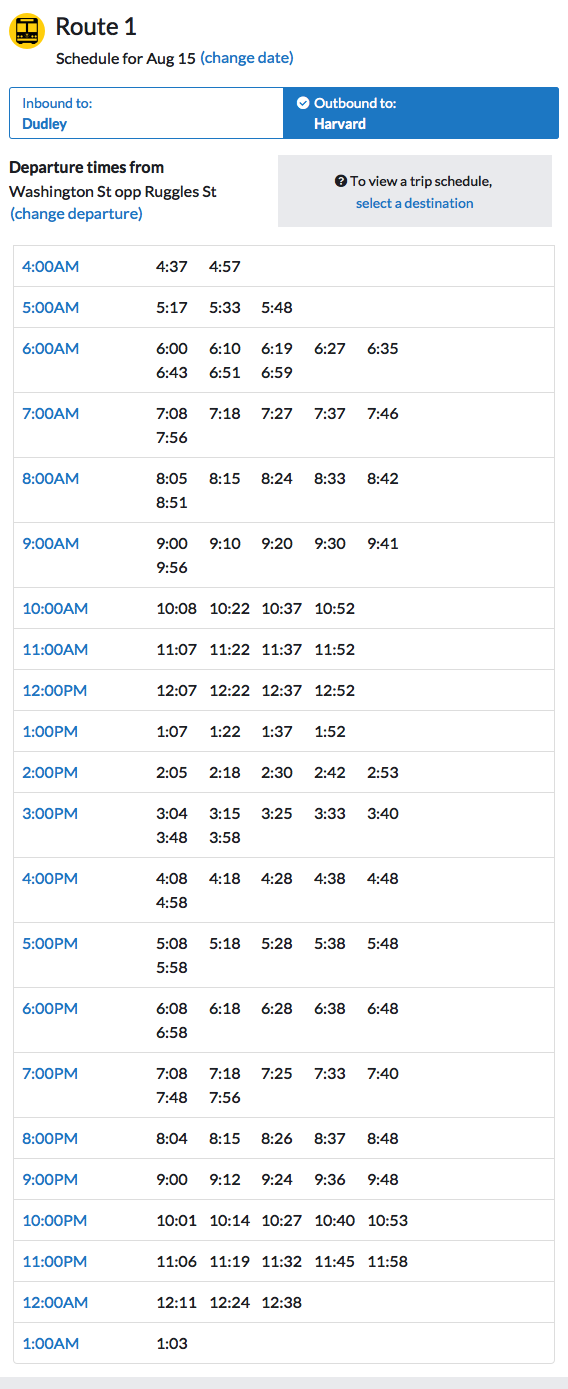 Route 1
Schedule for Aug 15 (change date)
Inbound to:
Dudley
Outbound to:
Harvard
Departure times from
Washington St opp Ruggles St
(change departure)
To view a trip schedule,
select a destination
4:00AM 4:37 4:57
5:00AM 5:17 5:33 5:48
6:00AM 6:00 6:10 6:19 6:27 6:35
6:43 6:51 6:59
7:00AM 7:08 7:18 7:27 7:37 7:46
7:56
8:00AM 8:05 8:15 8:24 8:33 8:42
8:51
9:00AM 9:00 9:10 9:20 9:30 9:41
9:56
10:00AM 10:08 10:22 10:37 10:52
11:00AM 11:07 11:22 11:37 11:52
12:00PM 12:07 12:22 12:37 12:52
1:00PM 1:07 1:22 1:37 1:52
2:00PM 2:05 2:18 2:30 2:42 2:53
3:00PM 3:04 3:15 3:25 3:33 3:40
3:48 3:58
4:00PM 4:08 4:18 4:28 4:38 4:48
4:58
5:00PM 5:08 5:18 5:28 5:38 5:48
5:58
6:00PM 6:08 6:18 6:28 6:38 6:48
6:58
7:00PM 7:08 7:18 7:25 7:33 7:40
7:48 7:56
8:00PM 8:04 8:15 8:26 8:37 8:48
9:00PM 9:00 9:12 9:24 9:36 9:48
10:00PM 10:01 10:14 10:27 10:40 10:53
11:00PM 11:06 11:19 11:32 11:45 11:58
12:00AM 12:11 12:24 12:38
1:00AM 1:03